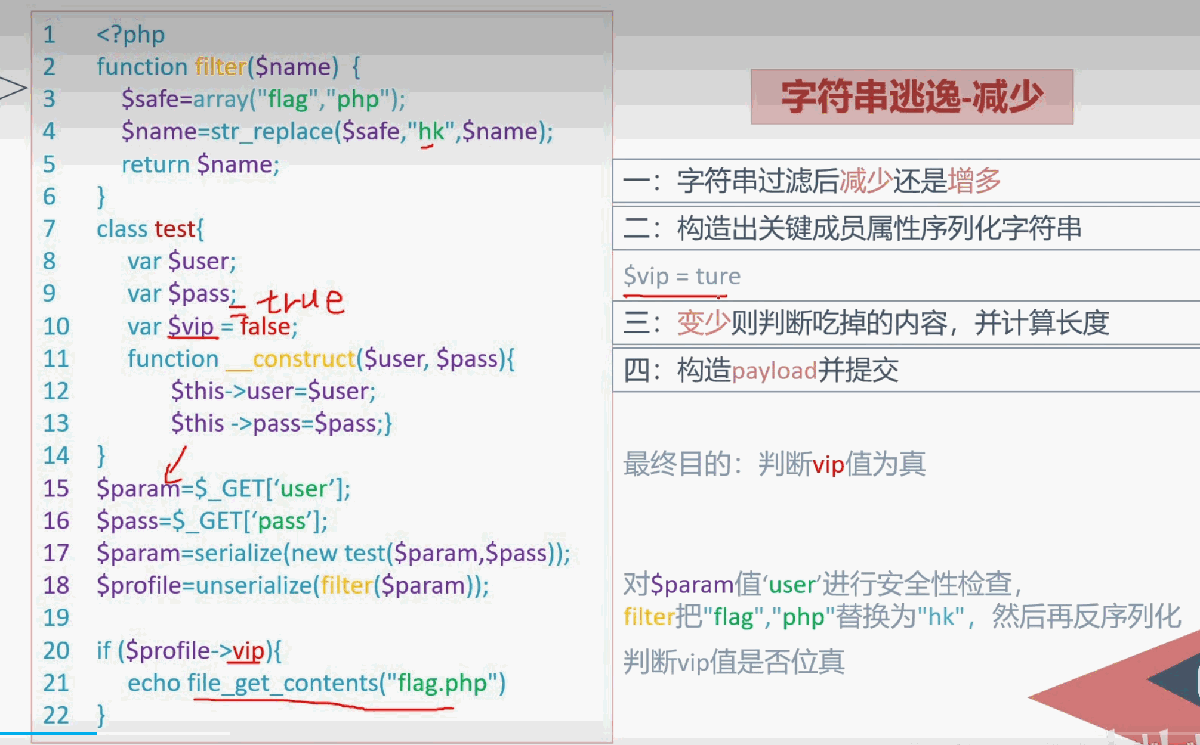 1 <?php
2 function filter($name) {
3 $safe=array("flag","php");
4 $name=str_replace($safe,"hk",$name);
5 return $name;
6 }
7 class test{
8 var $user;
9 var $pass;
= true
10 var $vip = false;
11 function __construct($user, $pass){
12 $this->user=$user;
13 $this ->pass=$pass;}
14 }
15 $param=$_GET[‘user’];
16 $pass=$_GET[‘pass’];
17 $param=serialize(new test($param,$pass));
18 $profile=unserialize(filter($param));
19
20 if ($profile->vip){
21 echo file_get_contents("flag.php")
22 }
字符串逃逸-减少
一：字符串过滤后减少还是增多
二：构造出关键成员属性序列化字符串
$vip = ture
三：变少则判断吃掉的内容，并计算长度
四：构造payload并提交
最终目的：判断vip值为真
对$param值‘user’进行安全性检查，
filter把"flag","php"替换为"hk"，然后再反序列化
判断vip值是否位真